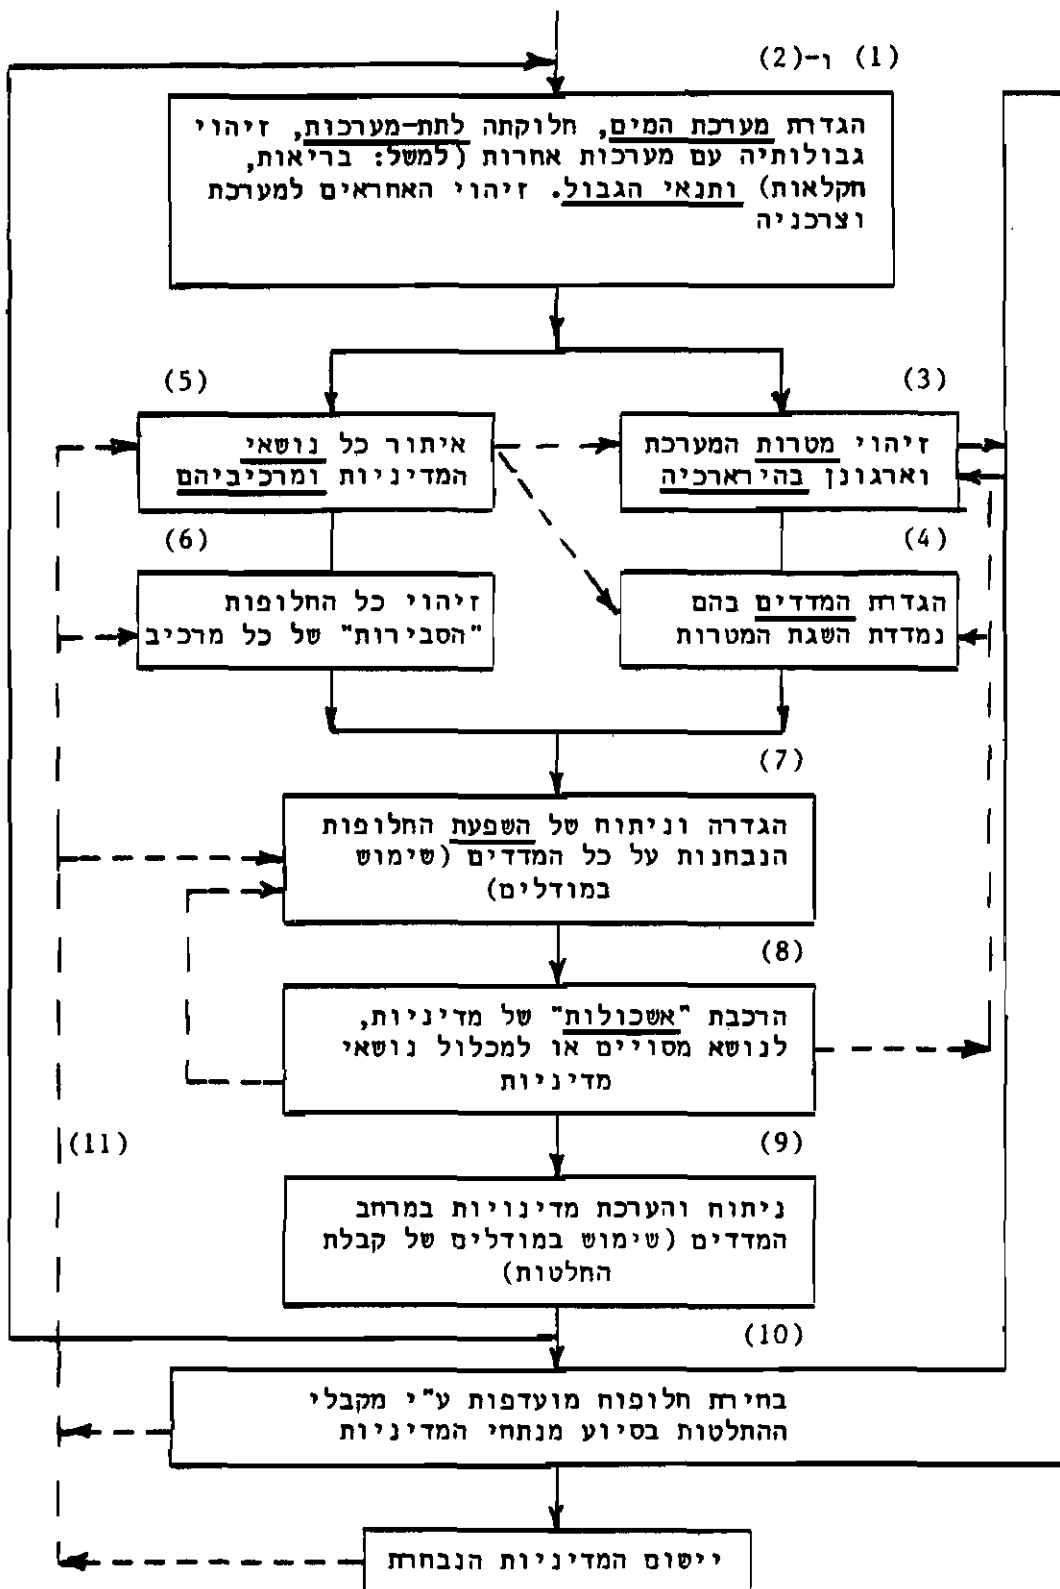 (1) ו-(2)
הגדרת מערכת המים, חלוקתה לתת-מערכות, זיהוי
גבולותיה עם מערכות אחרות (למשל: בריאות,
חקלאות) ותנאי הגבול. זיהוי האחראים למערכת
וצרכניה
(3)
זיהוי מטרות המערכת
וארגונן בהירארכיה
(4)
הגדרת המדדים בהם
נמדדת השגת המטרות
(5)
איתור כל נושאי
המדיניות ומרכיביהם
(6)
זיהוי כל החלופות
"הסבירות" של כל מרכיב
(7)
הגדרה וניתוח של השפעת החלופות
הנבחנות על כל המדדים (שימוש
במודלים)
(8)
הרכבת "אשכולות" של מדיניות,
לנושא מסויים או למכלול נושאי
מדיניות
(9)
ניתוח והערכת מדינויות במרחב
המדדים (שימוש במודלים של קבלת
החלטות)
(10)
בחירת חלופות מועדפות ע"י מקבלי
ההחלטות בסיוע מנתחי המדיניות
(11)
יישום המדיניות הנבחרת